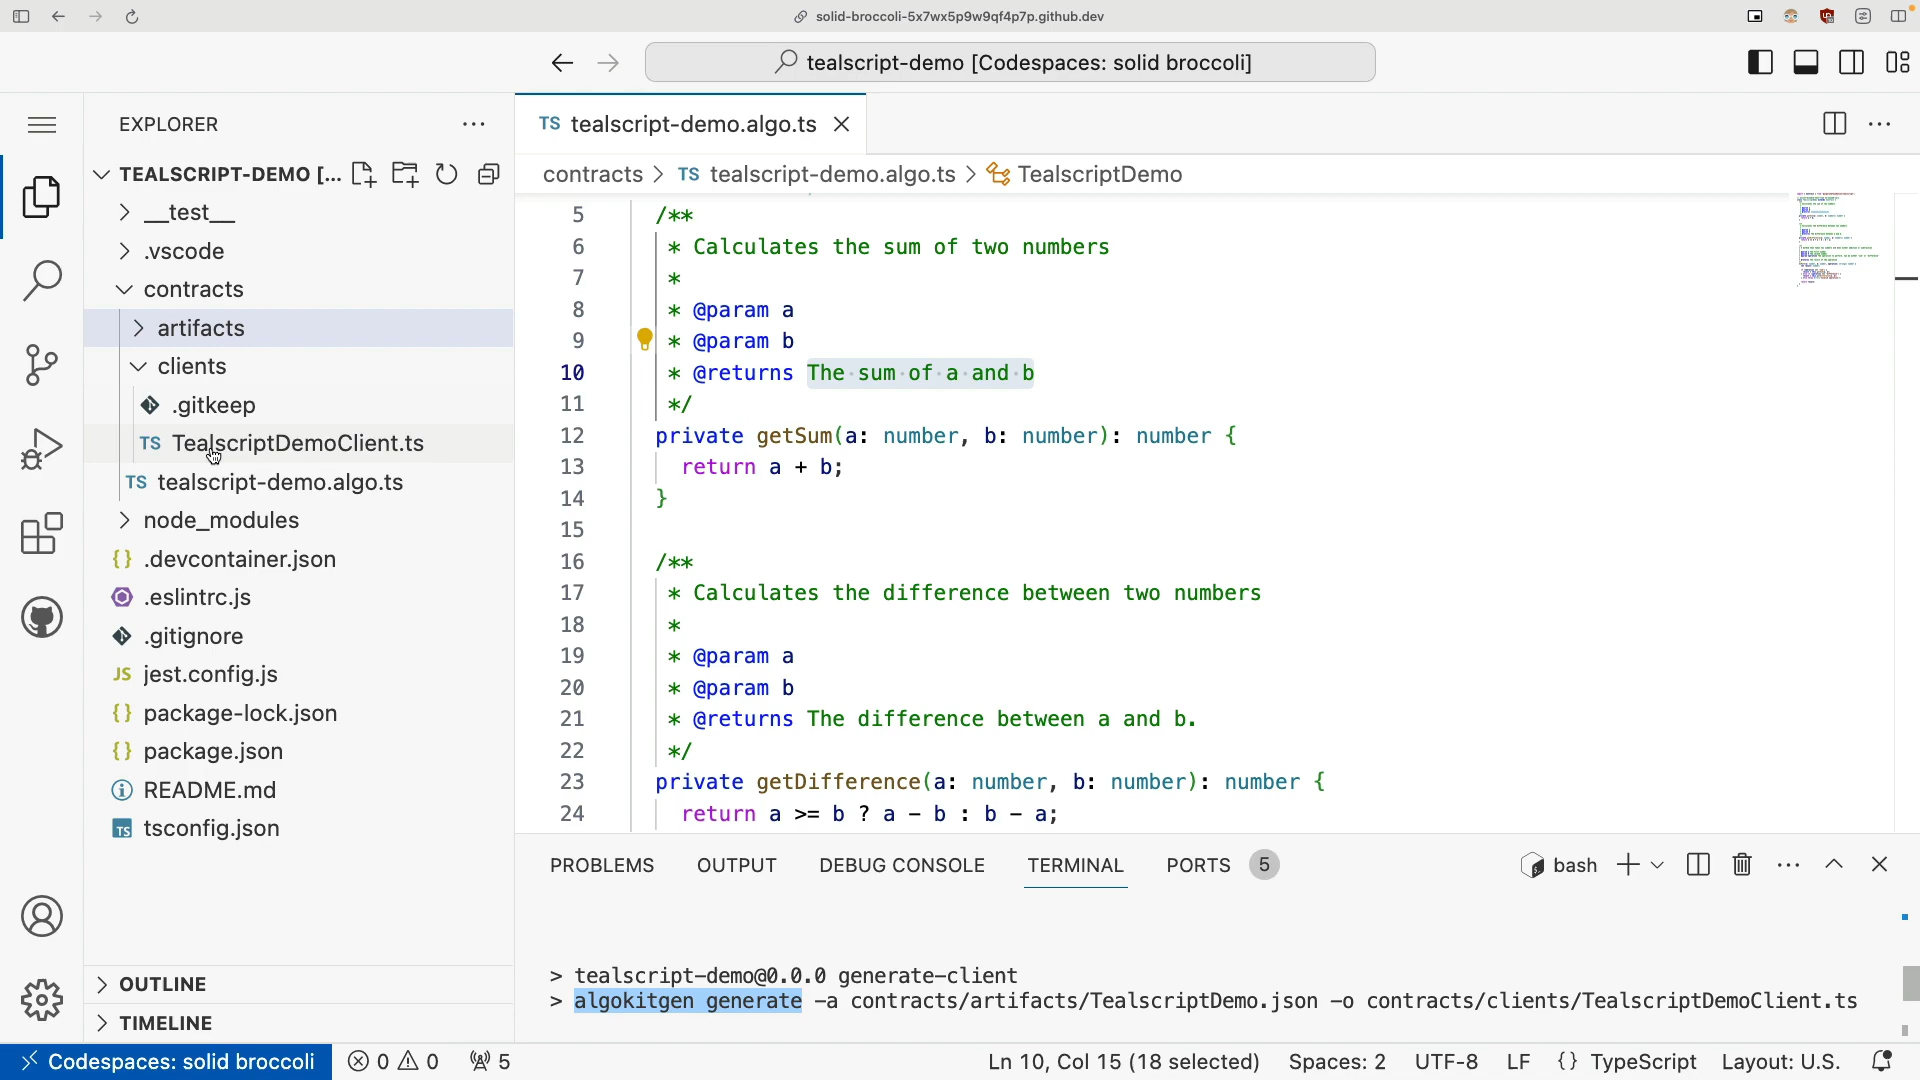 solid-broccoli-5x7wx5p9w9qf4p7p.github.dev
tealscript-demo [Codespaces: solid broccoli]
EXPLORER
TEALSCRIPT-DEMO [...
__test__
.vscode
contracts
artifacts
clients
.gitkeep
TS TealscriptDemoClient.ts
TS tealscript-demo.algo.ts
node_modules
{} .devcontainer.json
.eslintrc.js
.gitignore
JS jest.config.js
{} package-lock.json
{} package.json
README.md
TS tsconfig.json
OUTLINE
TIMELINE
TS tealscript-demo.algo.ts
contracts > TS tealscript-demo.algo.ts > TealscriptDemo
5 /**
6 * Calculates the sum of two numbers
7 *
8 * @param a
9 * @param b
10 * @returns The·sum·of·a·and·b
11 */
12 private getSum(a: number, b: number): number {
13 return a + b;
14 }
15
16 /**
17 * Calculates the difference between two numbers
18 *
19 * @param a
20 * @param b
21 * @returns The difference between a and b.
22 */
23 private getDifference(a: number, b: number): number {
24 return a >= b ? a - b : b - a;
PROBLEMS OUTPUT DEBUG CONSOLE TERMINAL PORTS 5 bash
> tealscript-demo@0.0.0 generate-client
> algokitgen generate -a contracts/artifacts/TealscriptDemo.json -o contracts/clients/TealscriptDemoClient.ts
Codespaces: solid broccoli 0 0 5 Ln 10, Col 15 (18 selected) Spaces: 2 UTF-8 LF {} TypeScript Layout: U.S.